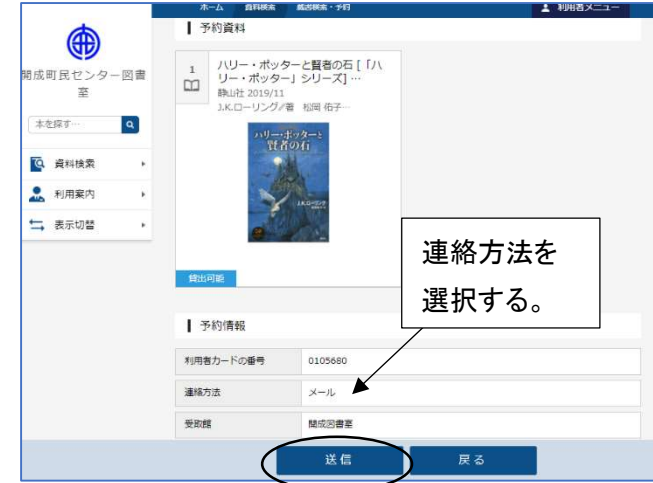 ホーム 資料検索 雑誌検索・予約 利用者メニュー
予約資料
開成町民センター図書
室
本を探す…
資料検索
利用案内
表示切替
1
ハリー・ポッターと賢者の石 [「ハ
リー・ポッター」シリーズ] …
静山社 2019/11
J.K.ローリング/著 松岡 佑子…
ハリー・ポッターと
賢者の石
J.K.ローリング
貸出可能
連絡方法を
選択する。
予約情報
利用者カードの番号 0105680
連絡方法 メール
受取館 開成図書室
送信 戻る